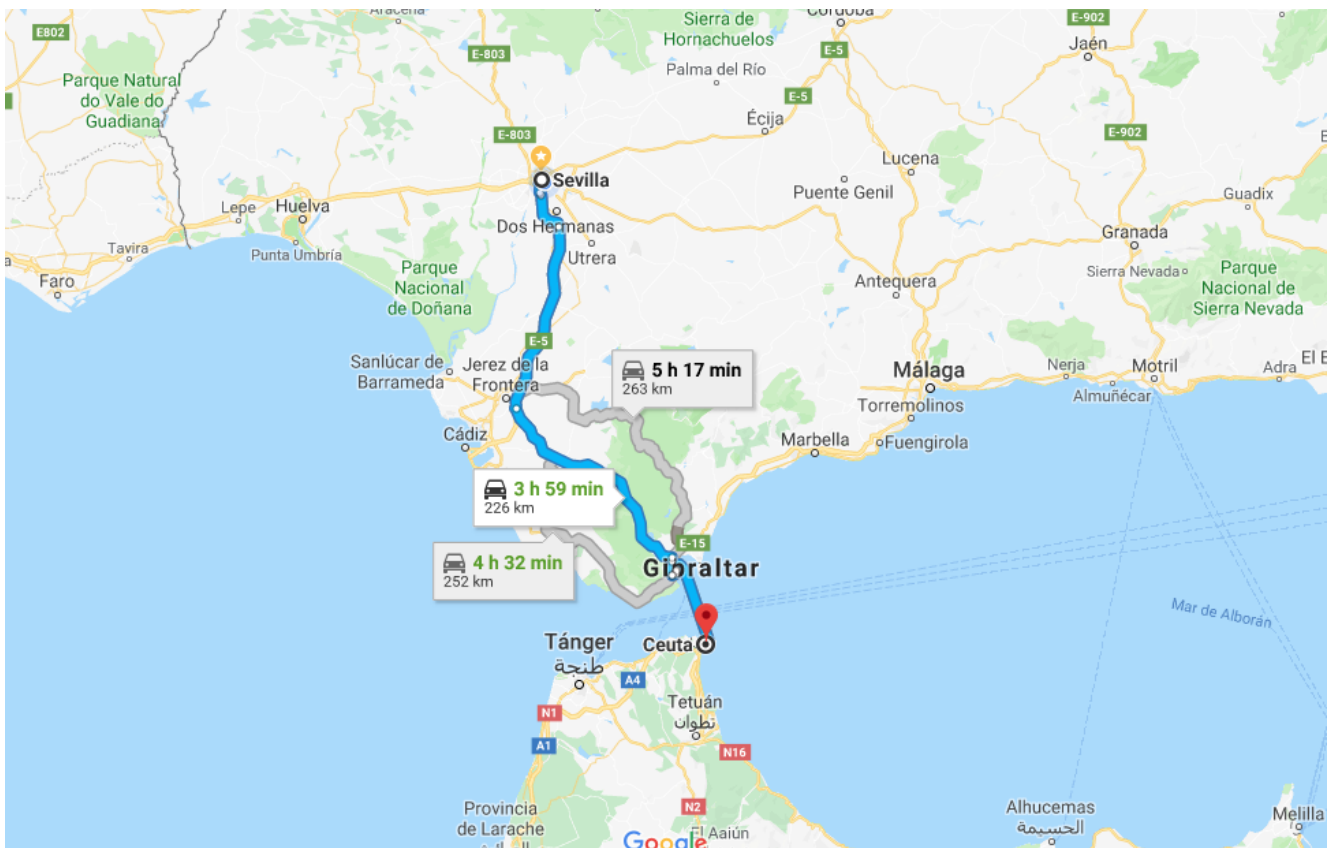 Aracena
Sierra de
Hornachuelos
Córdoba
E-902
E802
E-803
E-5
Jaén
Parque Natural
do Vale do
Guadiana
Palma del Río
E-5
Écija
E-803
E-902
Lucena
Sevilla
Puente Genil
Guadix
Lepe
Huelva
Dos Hermanas
Granada
Tavira
Punta Umbría
Utrera
Sierra Nevada
Faro
Parque
Nacional
de Doñana
Antequera
Parque
Nacional de
Sierra Nevada
E-5
Sanlúcar de
Barrameda
Jerez de la
Frontera
5 h 17 min
263 km
Málaga
Nerja
Motril
Adra
Almuñécar
Torremolinos
Cádiz
Marbella
Fuengirola
3 h 59 min
226 km
E-15
4 h 32 min
252 km
Gibraltar
Mar de Alborán
Tánger
طنجة
Ceuta
A4
Tetuán
تطوان
N1
A1
N16
Provincia
de Larache
N2
El Aaiún
Google
Alhucemas
الحسيمة
Melilla